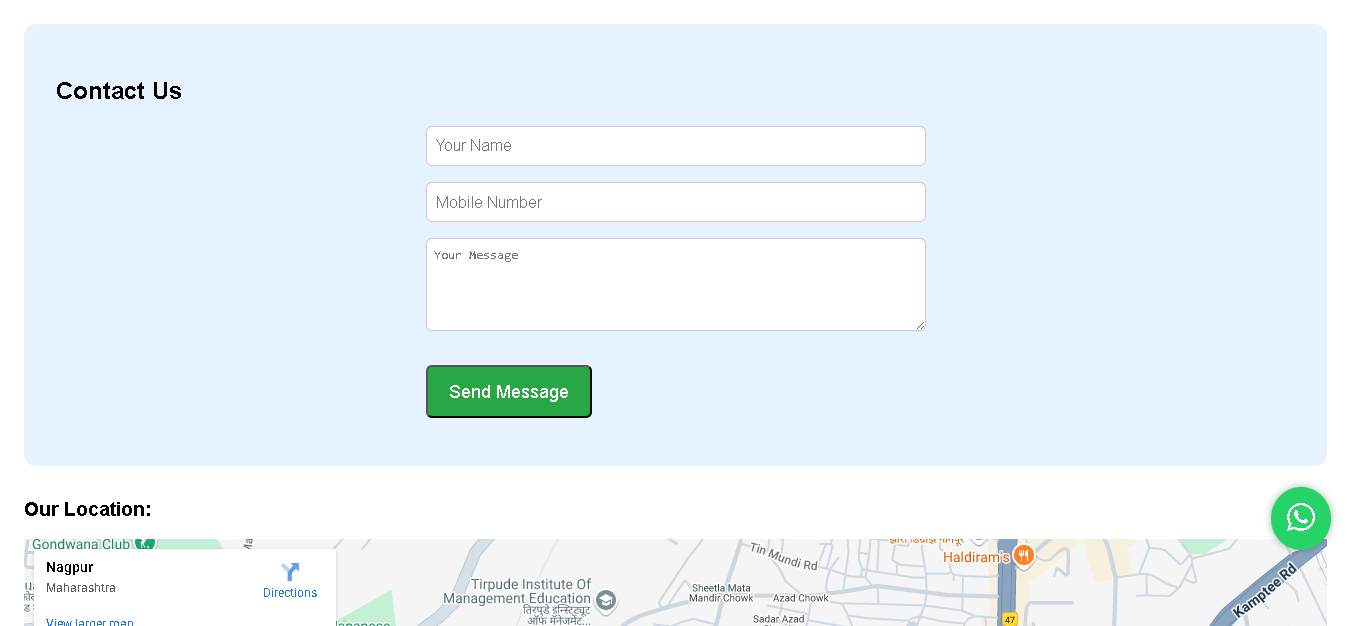 Contact Us
Your Name
Mobile Number
Your Message
Send Message
Our Location:
Gondwana Club
Nagpur
Maharashtra
Directions
View larger map
Tirpude Institute Of
Management Education
तिरपुडे इन्स्टिट्यूट
ऑफ मॅनेजमेंट...
Sheetla Mata
Mandir Chowk
Azad Chowk
Sadar Azad
Tin Mundi Rd
Haldiram's
47
Kamptee Rd